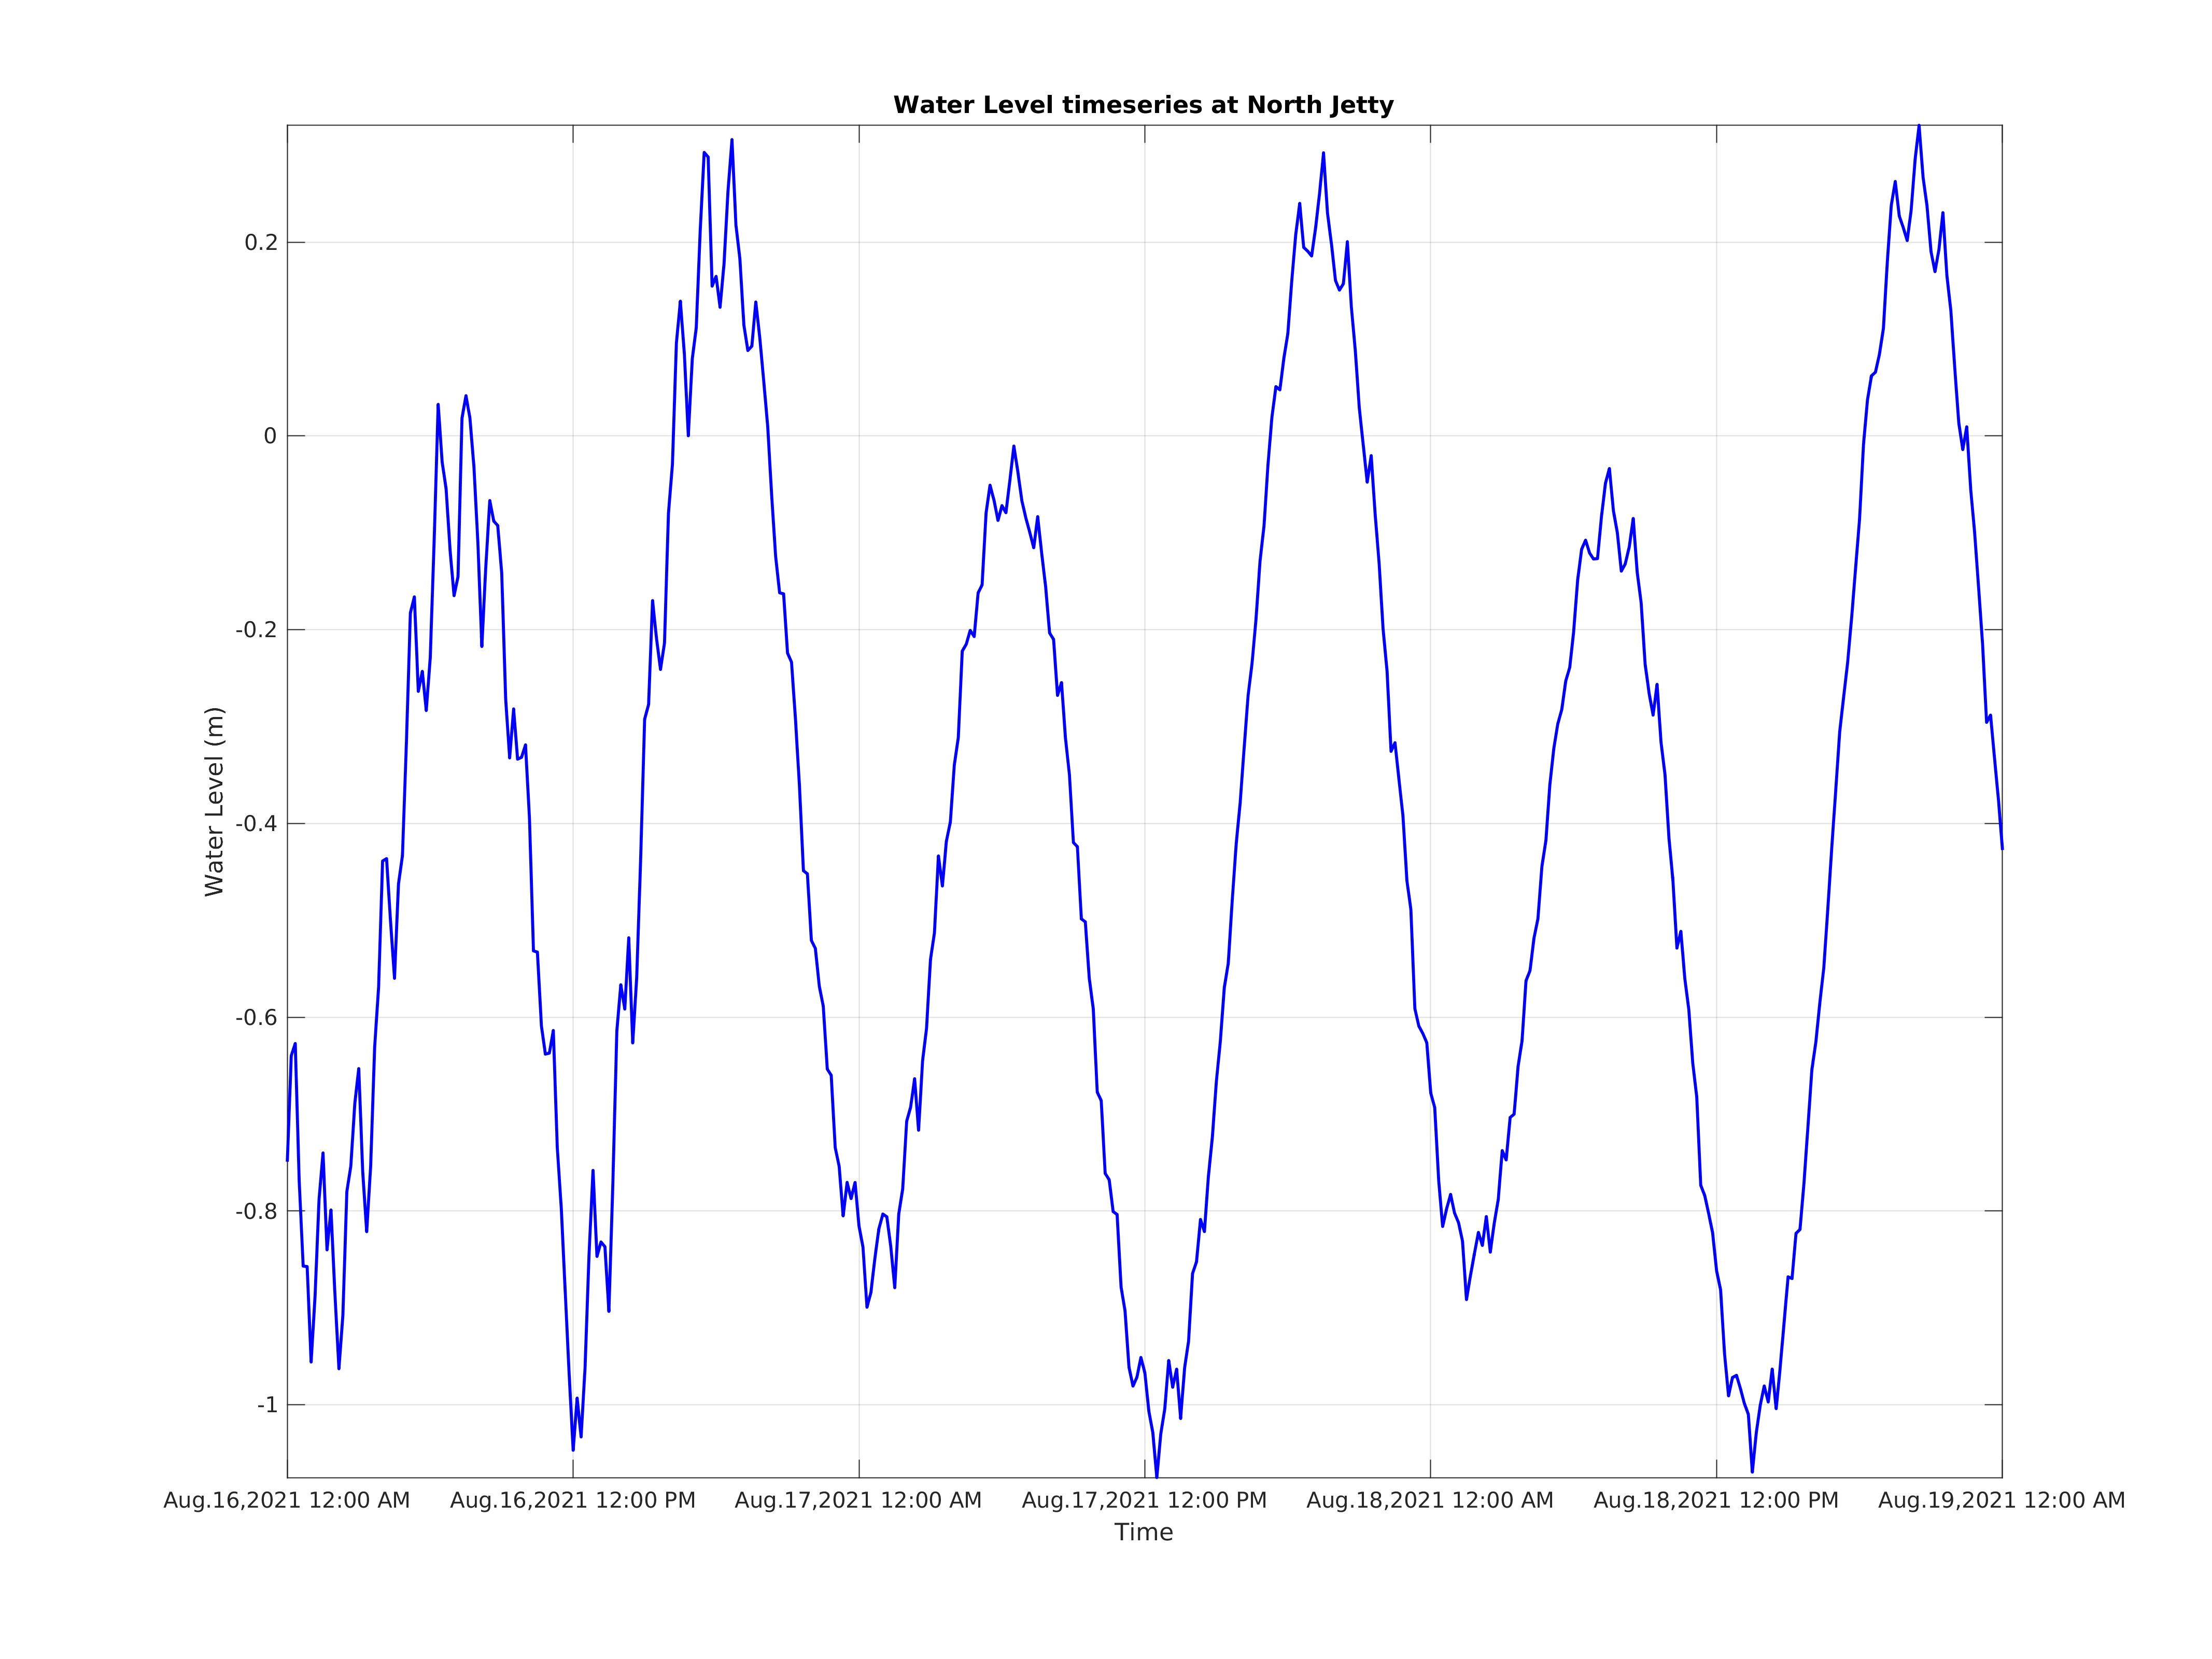 Water Level timeseries at North Jetty
0.2
0
-0.2
-0.4
-0.6
-0.8
-1
Water Level (m)
Aug.16,2021 12:00 AM Aug.16,2021 12:00 PM Aug.17,2021 12:00 AM Aug.17,2021 12:00 PM Aug.18,2021 12:00 AM Aug.18,2021 12:00 PM Aug.19,2021 12:00 AM
Time